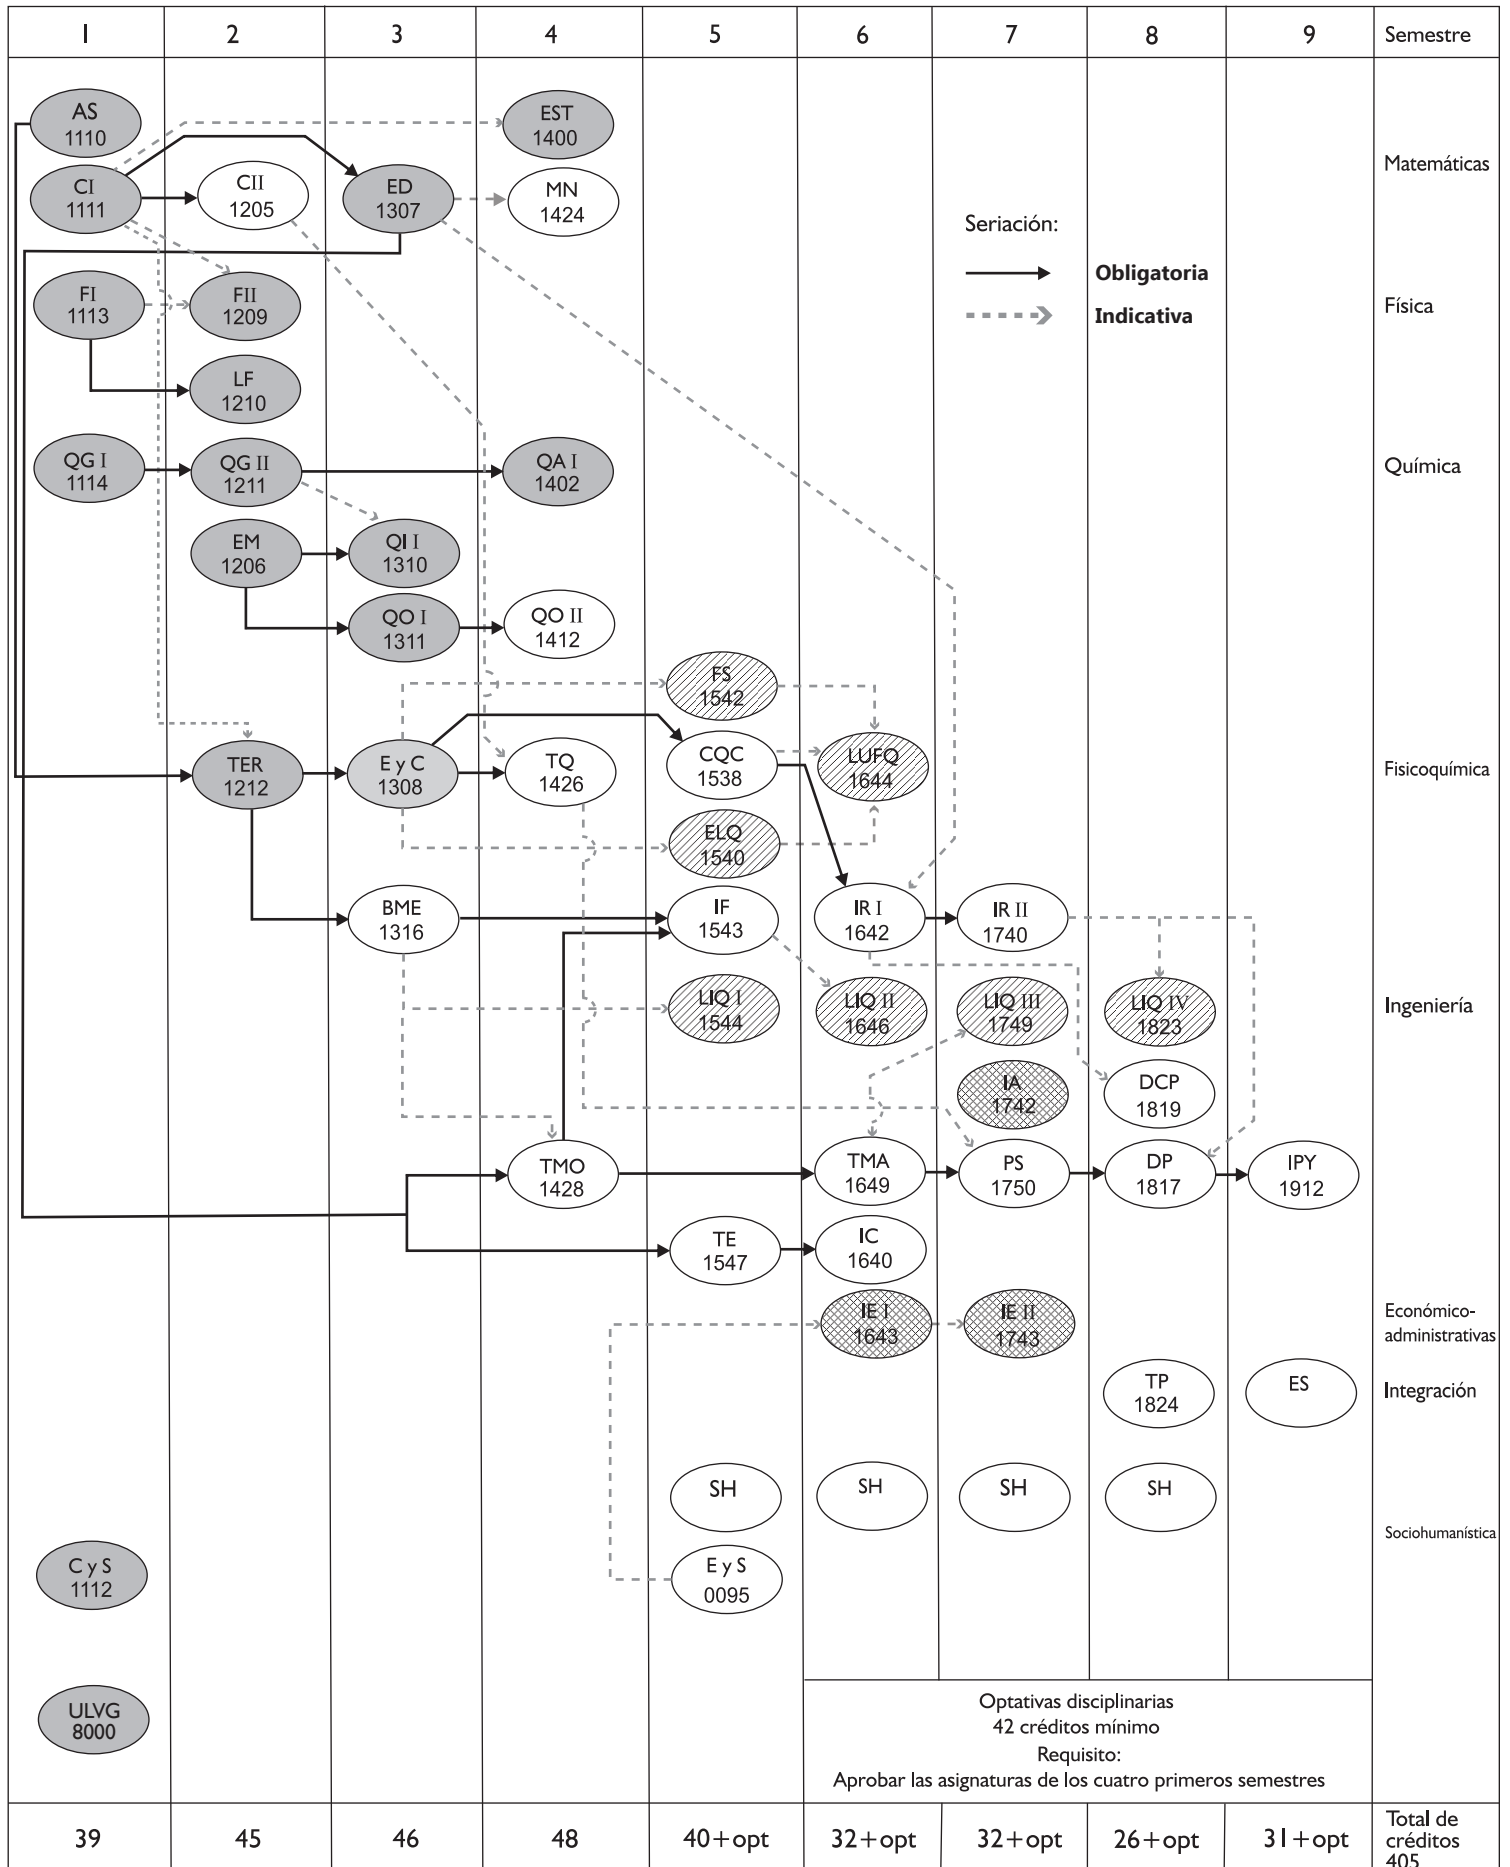 1 2 3 4 5 6 7 8 9 Semestre
AS
1110
EST
1400
Matemáticas
CI
1111
CII
1205
ED
1307
MN
1424
Seriación:
Obligatoria
Indicativa
FI
1113
FII
1209
Física
LF
1210
QG I
1114
QG II
1211
QA I
1402
Química
EM
1206
QI I
1310
QO I
1311
QO II
1412
FS
1542
TER
1212
E y C
1308
TQ
1426
CQC
1538
LUFQ
1644
Fisicoquímica
ELQ
1540
BME
1316
IF
1543
IR I
1642
IR II
1740
LIQ I
1544
LIQ II
1646
LIQ III
1749
LIQ IV
1823
Ingeniería
IA
1742
DCP
1819
TMO
1428
TMA
1649
PS
1750
DP
1817
IPY
1912
TE
1547
IC
1640
IE I
1643
IE II
1743
Económico-
administrativas
TP
1824
ES
Integración
SH
SH
SH
SH
Sociohumanística
C y S
1112
E y S
0095
ULVG
8000
Optativas disciplinarias
42 créditos mínimo
Requisito:
Aprobar las asignaturas de los cuatro primeros semestres
39 45 46 48 40+opt 32+opt 32+opt 26+opt 31+opt
Total de
créditos
405